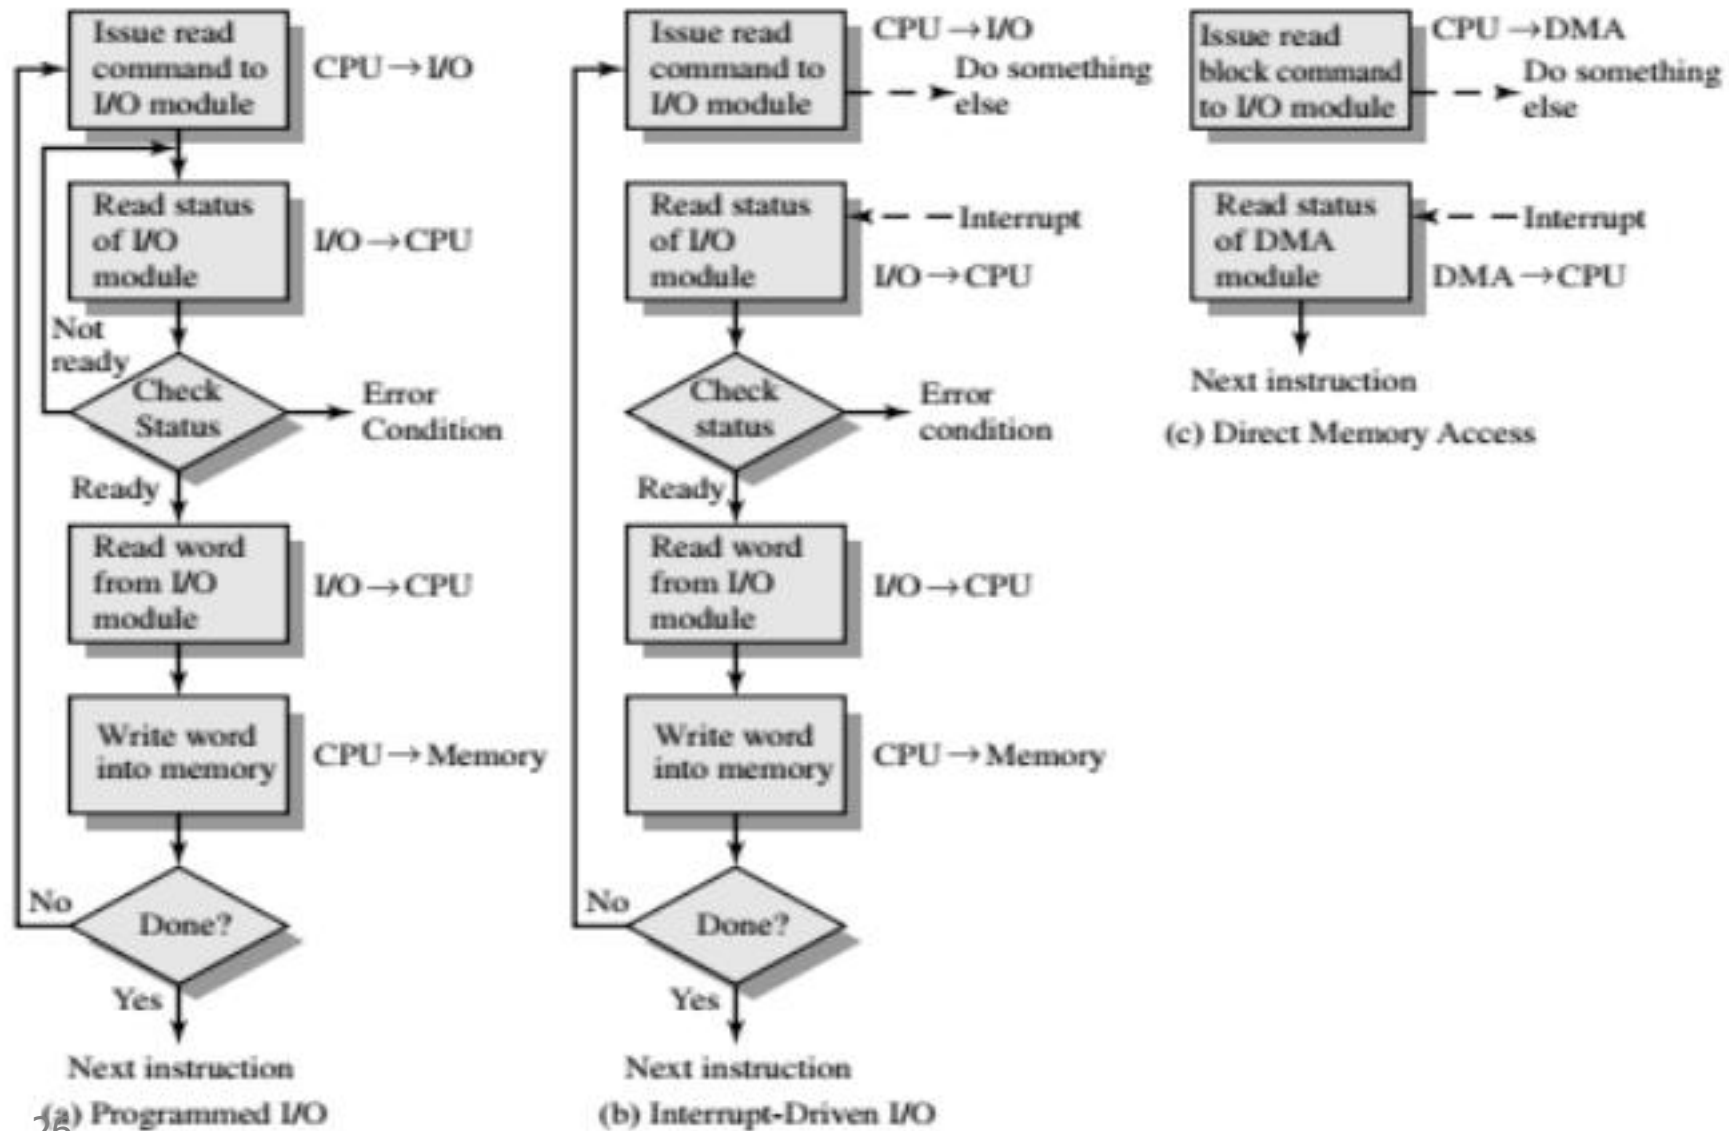 Issue read
command to
I/O module
CPU → I/O
Read status
of I/O
module
I/O → CPU
Not
ready
Check
Status
Error
Condition
Ready
Read word
from I/O
module
I/O → CPU
Write word
into memory
CPU → Memory
No
Done?
Yes
Next instruction
(a) Programmed I/O
26
Issue read
command to
I/O module
CPU → I/O
Do something
else
Read status
of I/O
module
Interrupt
I/O → CPU
Check
status
Error
condition
Ready
Read word
from I/O
module
I/O → CPU
Write word
into memory
CPU → Memory
No
Done?
Yes
Next instruction
(b) Interrupt-Driven I/O
Issue read
block command
to I/O module
CPU → DMA
Do something
else
Read status
of DMA
module
Interrupt
DMA → CPU
Next instruction
(c) Direct Memory Access